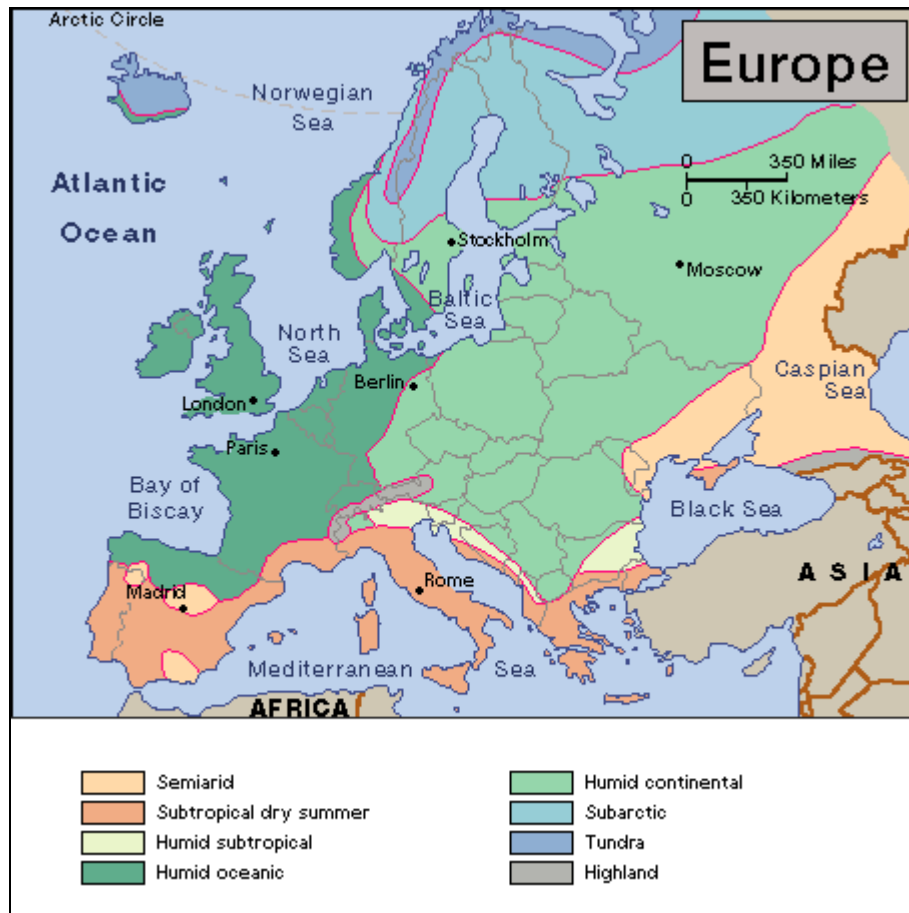 Arctic Circle
Europe
Norwegian
Sea
0 350 Miles
0 350 Kilometers
Atlantic
Ocean
Stockholm
Moscow
Baltic
Sea
North
Sea
Berlin
Caspian
Sea
London
Paris
Bay of
Biscay
Black Sea
ASIA
Madrid
Rome
Mediterranean Sea
AFRICA
Semiarid
Subtropical dry summer
Humid subtropical
Humid oceanic
Humid continental
Subarctic
Tundra
Highland